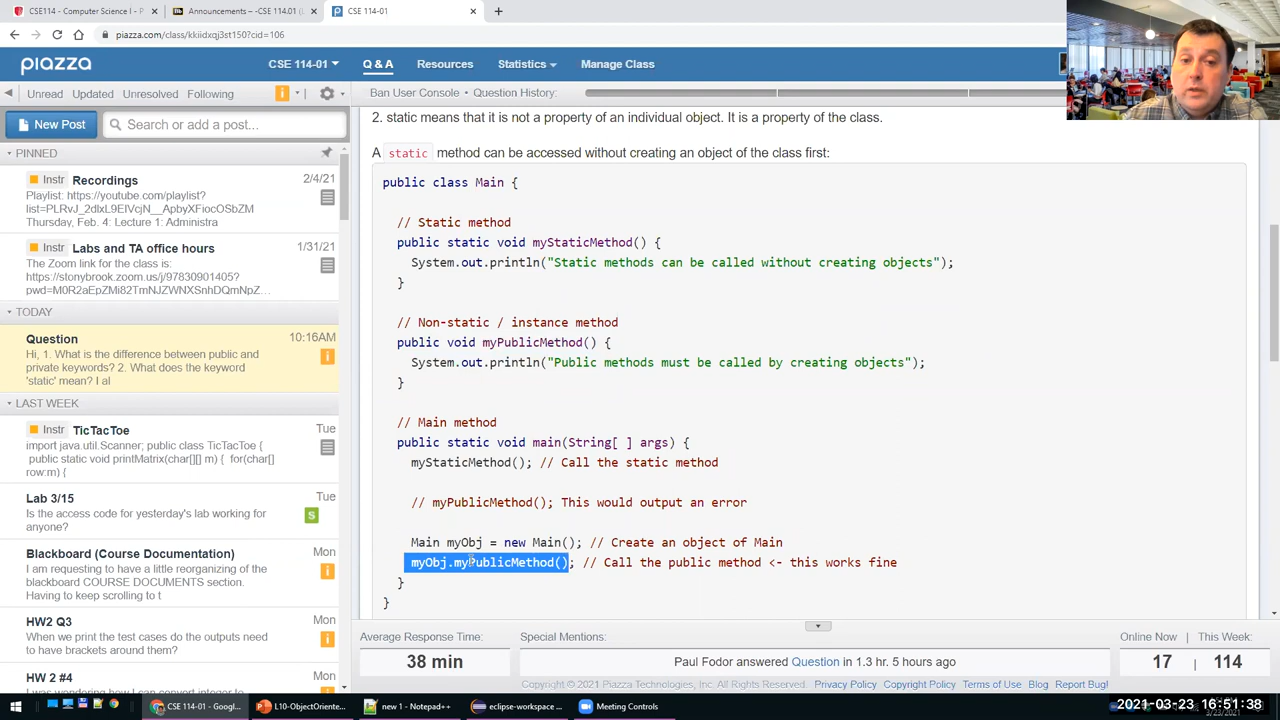 CSE114 - Computer Science I - P
Announcements – -CSE 114.01 (
CSE 114-01
piazza.com/class/kkiidxqj3st150?cid=106
piazza
CSE 114-01
Q & A
Resources
Statistics
Manage Class
Unread
Updated
Unresolved
Following
Ban User Console • Question History:
New Post
Search or add a post...
PINNED
Instr Recordings 2/4/21
Playlist: https://youtube.com/playlist?
list=PLRvJ_2dlxL9EIVcjN__ApbyXFiocOSbZM
Thursday, Feb. 4: Lecture 1: Administra
Instr Labs and TA office hours 1/31/21
The Zoom link for the class is:
https://stonybrook.zoom.us/j/97830901405?
pwd=M0R2aEpZMi82TmNJZWNXSnhDQmNpZ…
TODAY
Question 10:16AM
Hi, 1. What is the difference between public and
private keywords? 2. What does the keyword
'static' mean? I al
LAST WEEK
Instr TicTacToe Tue
import java.util.Scanner; public class TicTacToe {
public static void printMatrix(char[][] m) { for(char[]
row:m) {
Lab 3/15 Tue
Is the access code for yesterday's lab working for
anyone?
S
Blackboard (Course Documentation) Mon
I am requesting to have a little reorganizing of the
blackboard COURSE DOCUMENTS section.
Having to keep scrolling to t
HW2 Q3 Mon
When we print the test cases do the outputs need
to have brackets around them?
HW 2 #4 Mon
2. static means that it is not a property of an individual object. It is a property of the class.
A static method can be accessed without creating an object of the class first:
public class Main {
// Static method
public static void myStaticMethod() {
System.out.println("Static methods can be called without creating objects");
}
// Non-static / instance method
public void myPublicMethod() {
System.out.println("Public methods must be called by creating objects");
}
// Main method
public static void main(String[ ] args) {
myStaticMethod(); // Call the static method
// myPublicMethod(); This would output an error
Main myObj = new Main(); // Create an object of Main
myObj.myPublicMethod(); // Call the public method <- this works fine
}
}
Average Response Time:
38 min
Special Mentions:
Paul Fodor answered Question in 1.3 hr. 5 hours ago
Online Now | This Week:
17 | 114
Copyright © 2021 Piazza Technologies, Inc. All Rights Reserved. Privacy Policy Copyright Policy Terms of Use Blog Report Bug!
CSE 114-01 - Googl...
L10-ObjectOriente...
new 1 - Notepad++
eclipse-workspace ...
Meeting Controls
2021-03-23 16:51:38